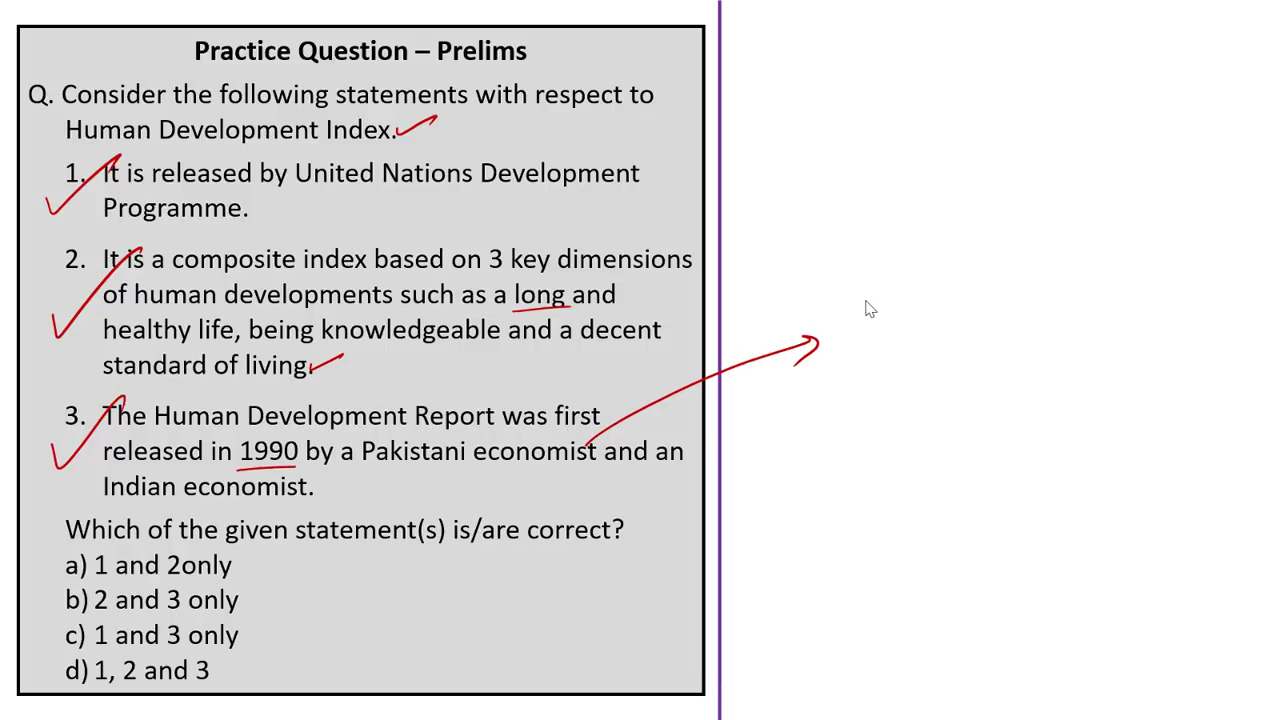 Practice Question – Prelims
Q. Consider the following statements with respect to
Human Development Index.
1. It is released by United Nations Development
Programme.
2. It is a composite index based on 3 key dimensions
of human developments such as a long and
healthy life, being knowledgeable and a decent
standard of living.
3. The Human Development Report was first
released in 1990 by a Pakistani economist and an
Indian economist.
Which of the given statement(s) is/are correct?
a) 1 and 2only
b) 2 and 3 only
c) 1 and 3 only
d) 1, 2 and 3